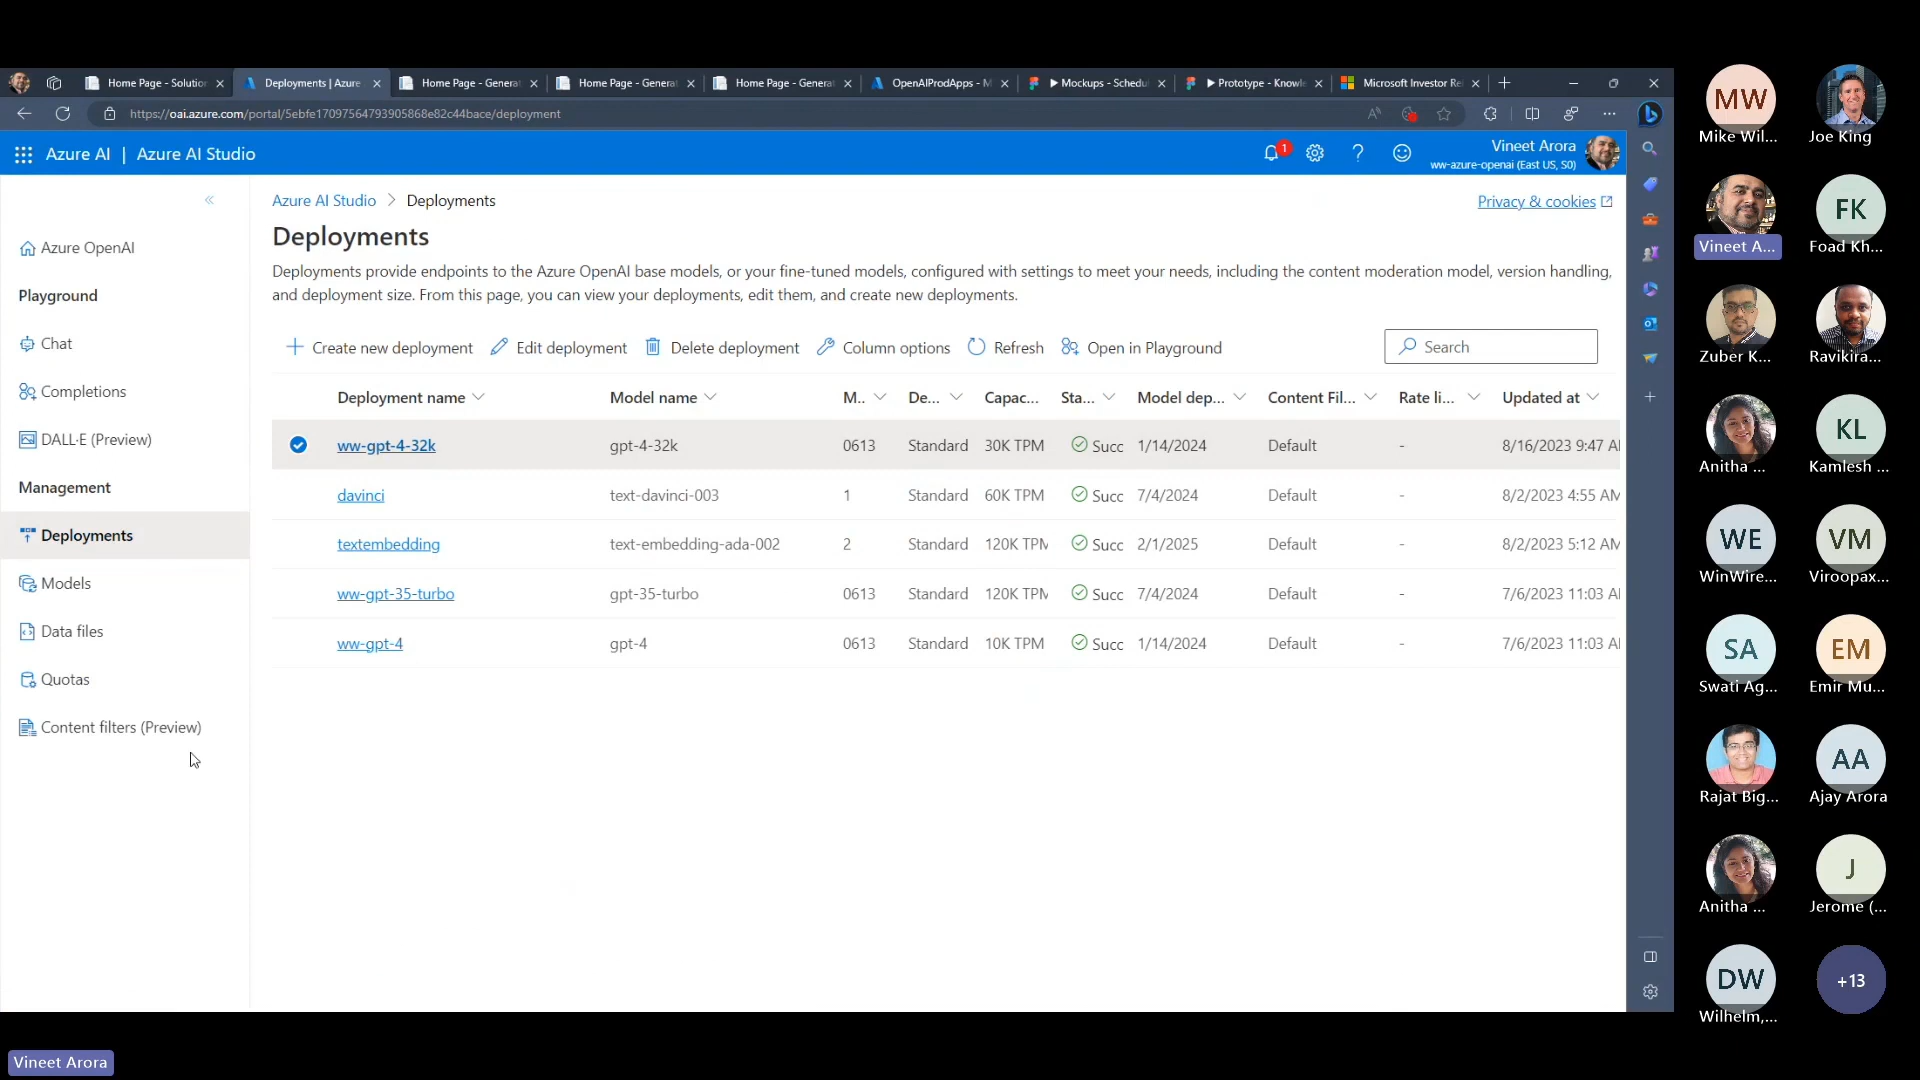 Home Page - Solution
Deployments | Azure
Home Page - Generat
Home Page - Generat
Home Page - Generat
OpenAIProdApps - M
Mockups - Schedul
Prototype - Knowle
Microsoft Investor Re
https://oai.azure.com/portal/5ebfe17097564793905868e82c44bace/deployment
Azure AI | Azure AI Studio
1
?
Vineet Arora
ww-azure-openai (East US, S0)
Azure OpenAI
Playground
Chat
Completions
DALL·E (Preview)
Management
Deployments
Models
Data files
Quotas
Content filters (Preview)
Azure AI Studio > Deployments
Privacy & cookies
Deployments
Deployments provide endpoints to the Azure OpenAI base models, or your fine-tuned models, configured with settings to meet your needs, including the content moderation model, version handling,
and deployment size. From this page, you can view your deployments, edit them, and create new deployments.
Create new deployment Edit deployment Delete deployment Column options Refresh Open in Playground Search
Deployment name Model name M.. De... Capac... Sta... Model dep... Content Fil... Rate li... Updated at
ww-gpt-4-32k gpt-4-32k 0613 Standard 30K TPM Succ 1/14/2024 Default - 8/16/2023 9:47 AM
davinci text-davinci-003 1 Standard 60K TPM Succ 7/4/2024 Default - 8/2/2023 4:55 AM
textembedding text-embedding-ada-002 2 Standard 120K TPM Succ 2/1/2025 Default - 8/2/2023 5:12 AM
ww-gpt-35-turbo gpt-35-turbo 0613 Standard 120K TPM Succ 7/4/2024 Default - 7/6/2023 11:03 AM
ww-gpt-4 gpt-4 0613 Standard 10K TPM Succ 1/14/2024 Default - 7/6/2023 11:03 AM
MW
Mike Wil... Joe King
FK
Vineet A... Foad Kh...
Zuber K... Ravikira...
KL
Anitha ... Kamlesh ...
WE VM
WinWire... Viroopax...
SA EM
Swati Ag... Emir Mu...
AA
Rajat Big... Ajay Arora
J
Anitha ... Jerome (...
DW +13
Wilhelm,...
Vineet Arora